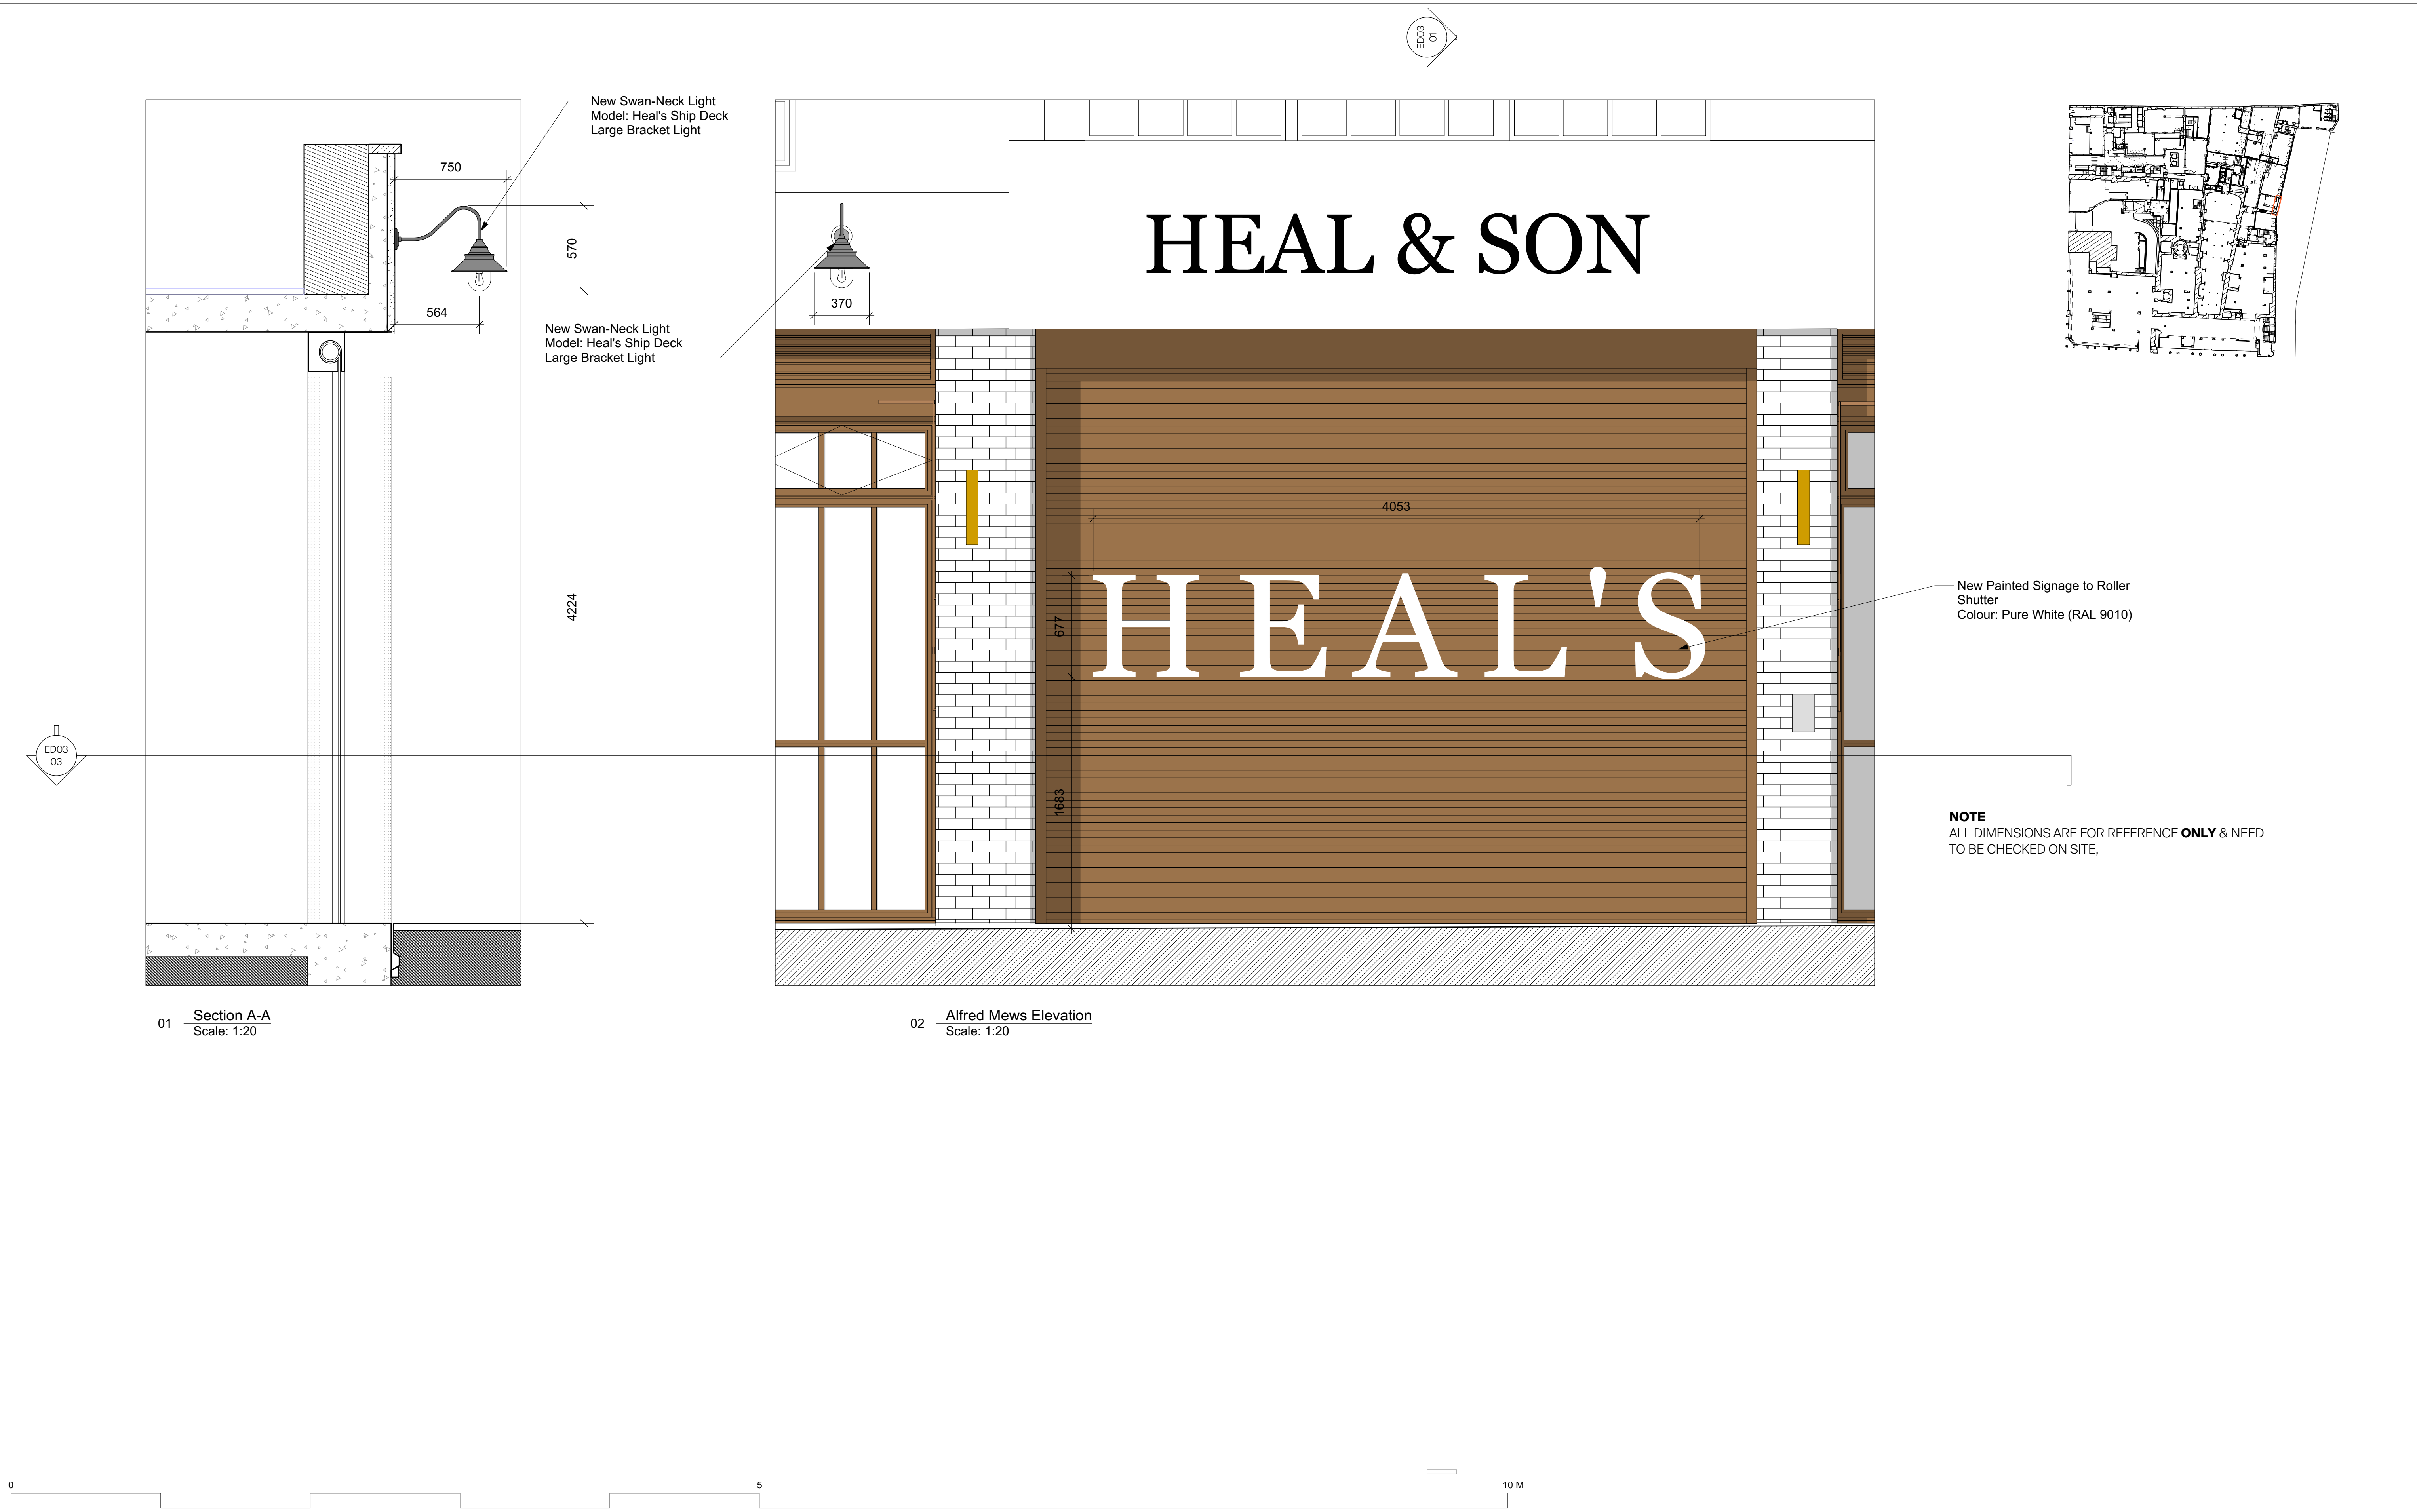 ED03
01
New Swan-Neck Light
Model: Heal's Ship Deck
Large Bracket Light
750
570
564
4224
New Swan-Neck Light
Model: Heal's Ship Deck
Large Bracket Light
370
HEAL & SON
4053
677
HEAL'S
1683
New Painted Signage to Roller
Shutter
Colour: Pure White (RAL 9010)
ED03
03
NOTE
ALL DIMENSIONS ARE FOR REFERENCE ONLY & NEED
TO BE CHECKED ON SITE,
01 Section A-A
Scale: 1:20
02 Alfred Mews Elevation
Scale: 1:20
0 5 10 M